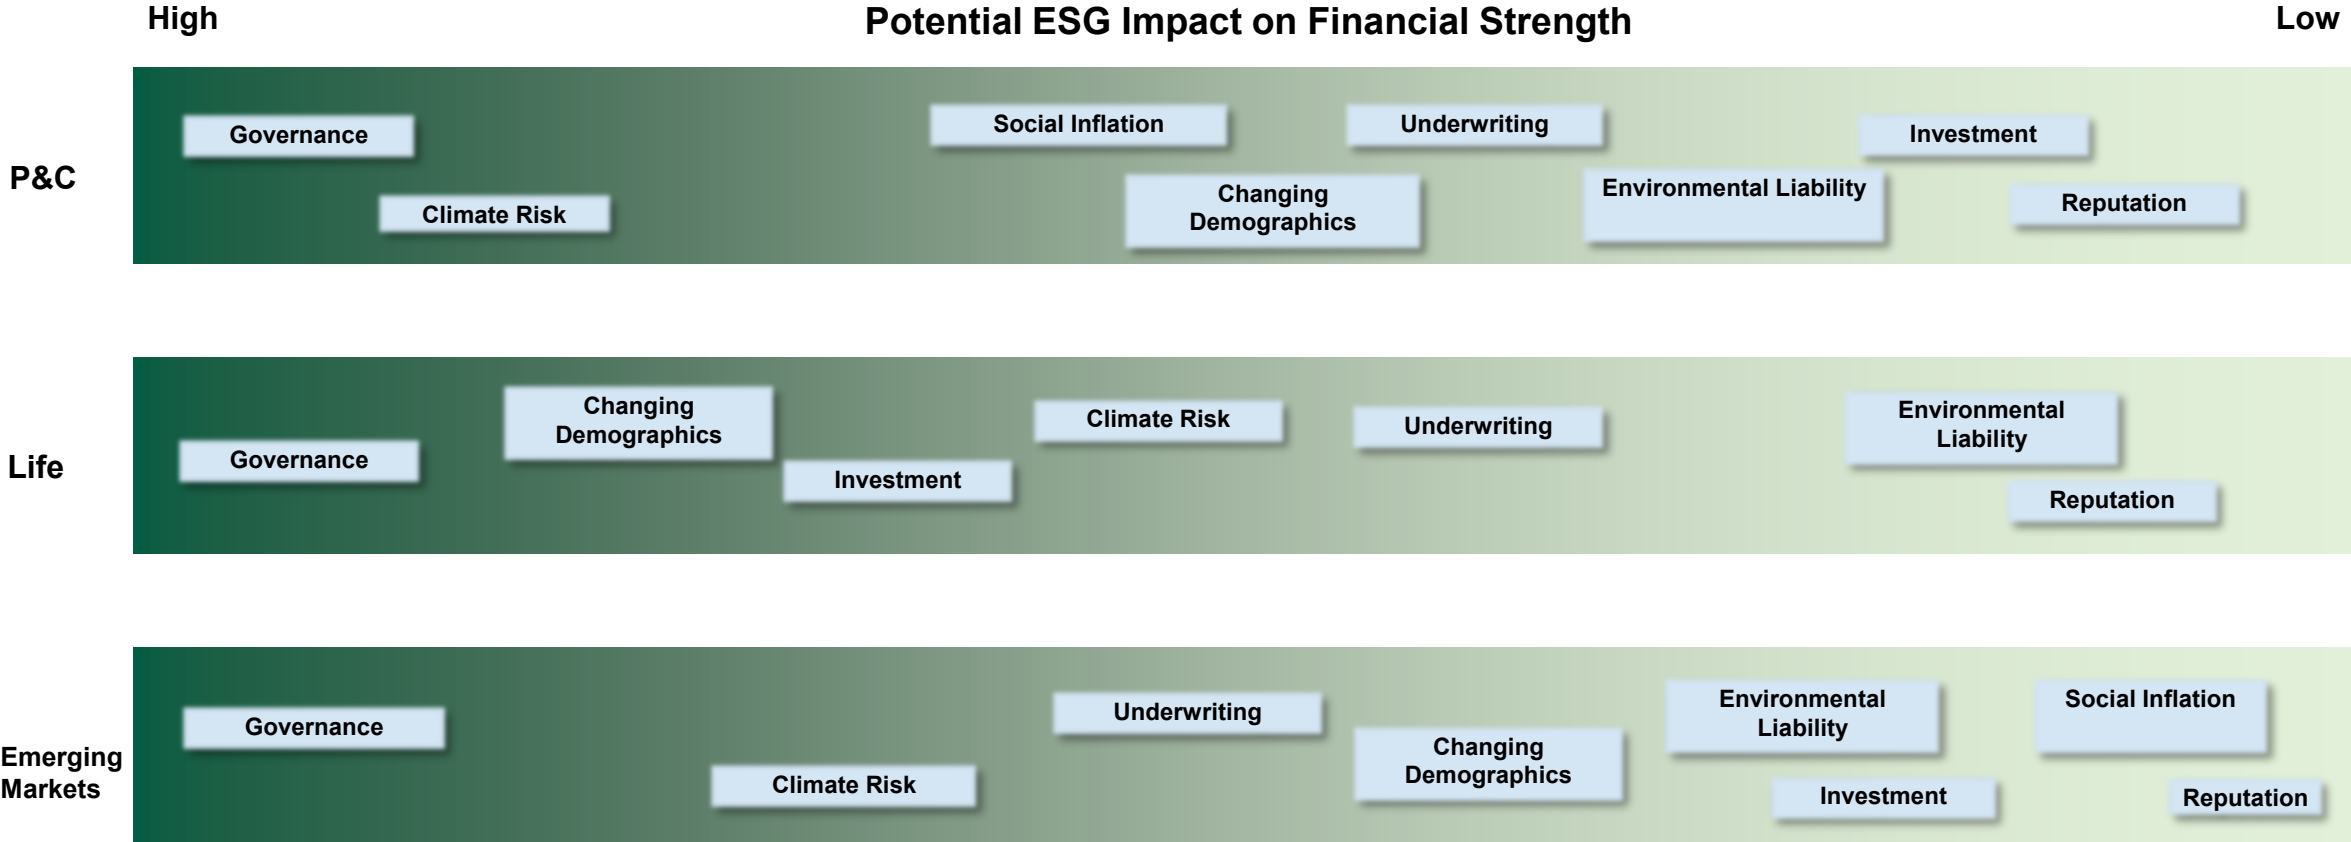 High
Potential ESG Impact on Financial Strength
Low
P&C
Governance
Climate Risk
Social Inflation
Changing
Demographics
Underwriting
Environmental Liability
Investment
Reputation
Life
Governance
Changing
Demographics
Investment
Climate Risk
Underwriting
Environmental
Liability
Reputation
Emerging
Markets
Governance
Climate Risk
Underwriting
Changing
Demographics
Environmental
Liability
Investment
Social Inflation
Reputation